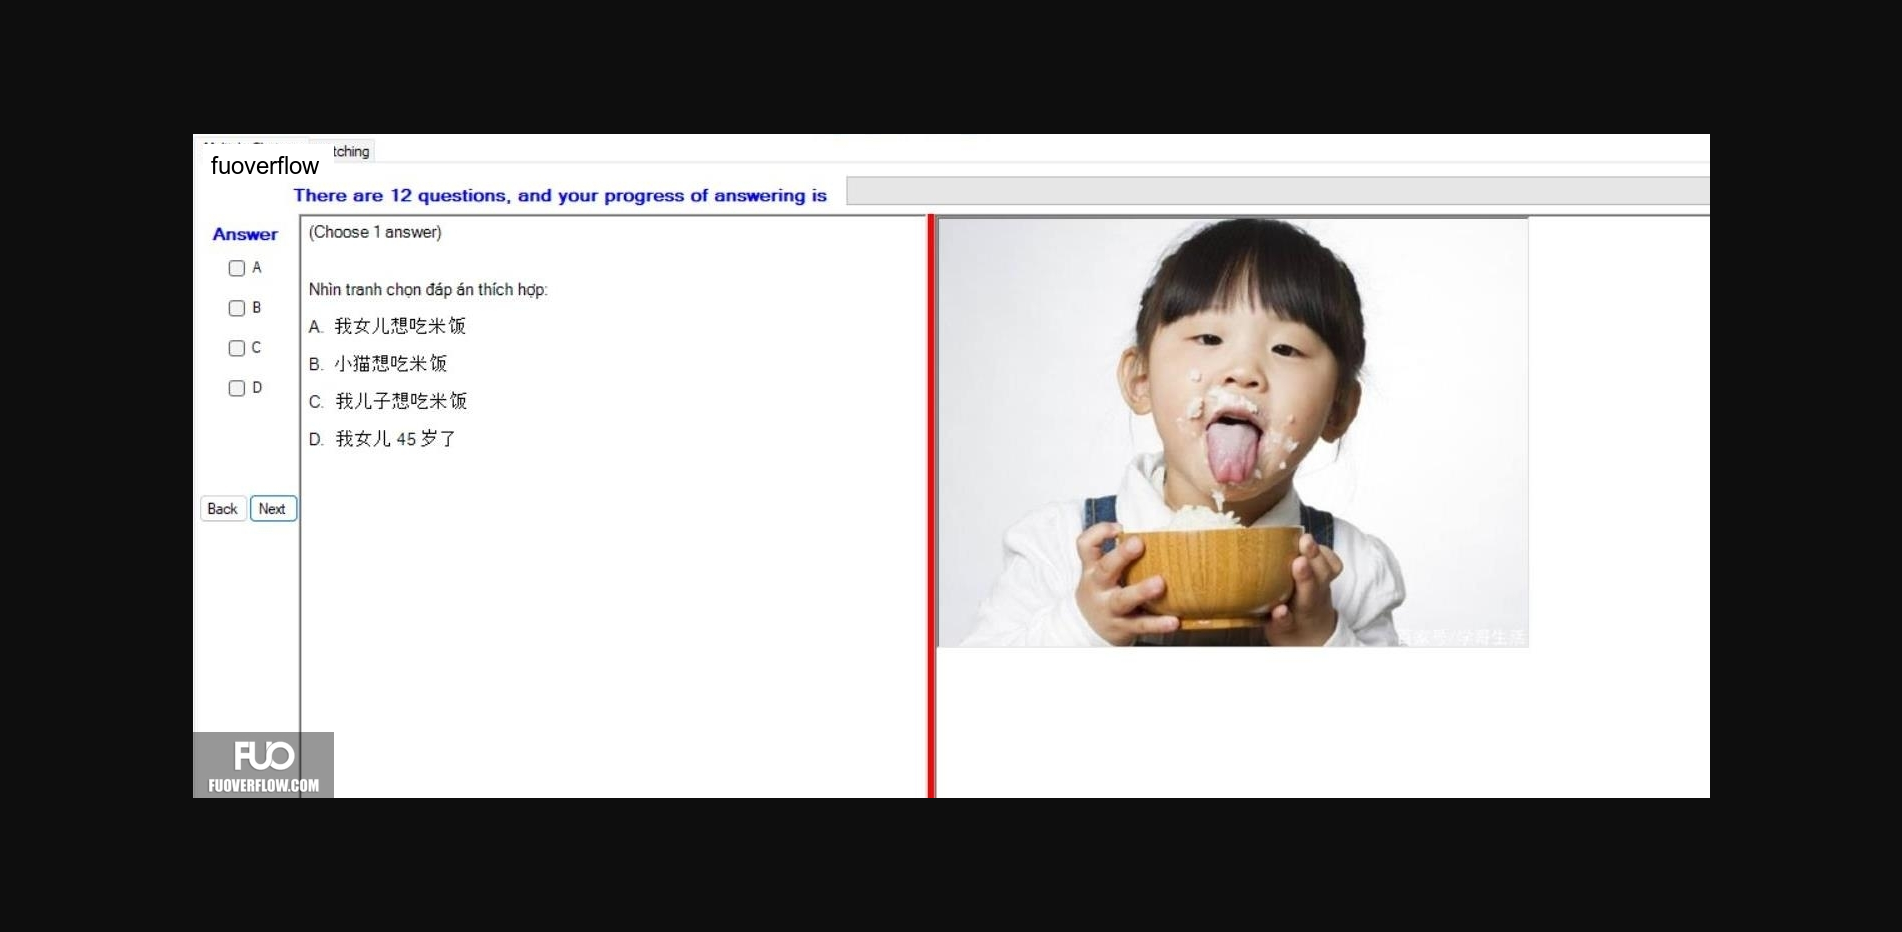 tching
fuoverflow
There are 12 questions, and your progress of answering is
Answer
(Choose 1 answer)
A
B
C
D
Nhìn tranh chọn đáp án thích hợp:
A. 我女儿想吃米饭
B. 小猫想吃米饭
C. 我儿子想吃米饭
D. 我女儿 45 岁了
Back Next
FUO
FUOVERFLOW.COM